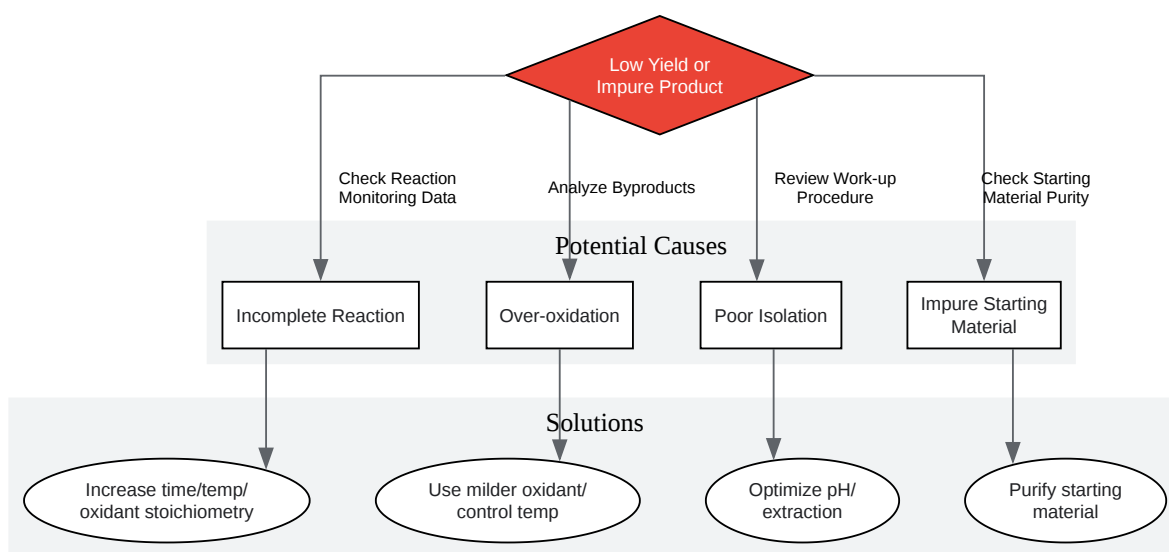 Low Yield or
Impure Product
Check Reaction
Monitoring Data
Analyze Byproducts
Review Work-up
Procedure
Check Starting
Material Purity
Potential Causes
Incomplete Reaction
Over-oxidation
Poor Isolation
Impure Starting
Material
Solutions
Increase time/temp/
oxidant stoichiometry
Use milder oxidant/
control temp
Optimize pH/
extraction
Purify starting
material